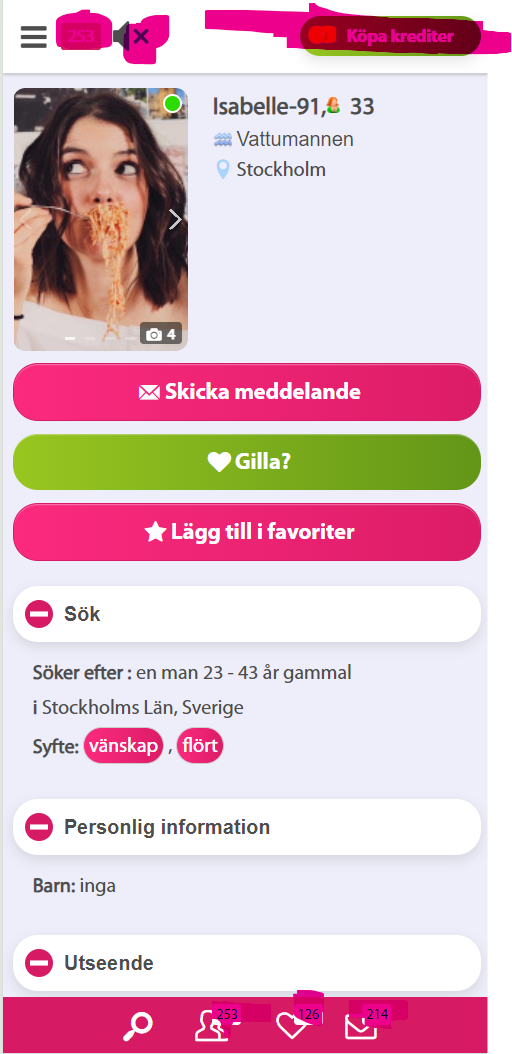 253
Köpa krediter
Isabelle-91, 33
Vattumannen
Stockholm
4
Skicka meddelande
Gilla?
Lägg till i favoriter
Sök
Söker efter : en man 23 - 43 år gammal
i Stockholms Län, Sverige
Syfte: vänskap , flört
Personlig information
Barn: inga
Utseende
253 126 214